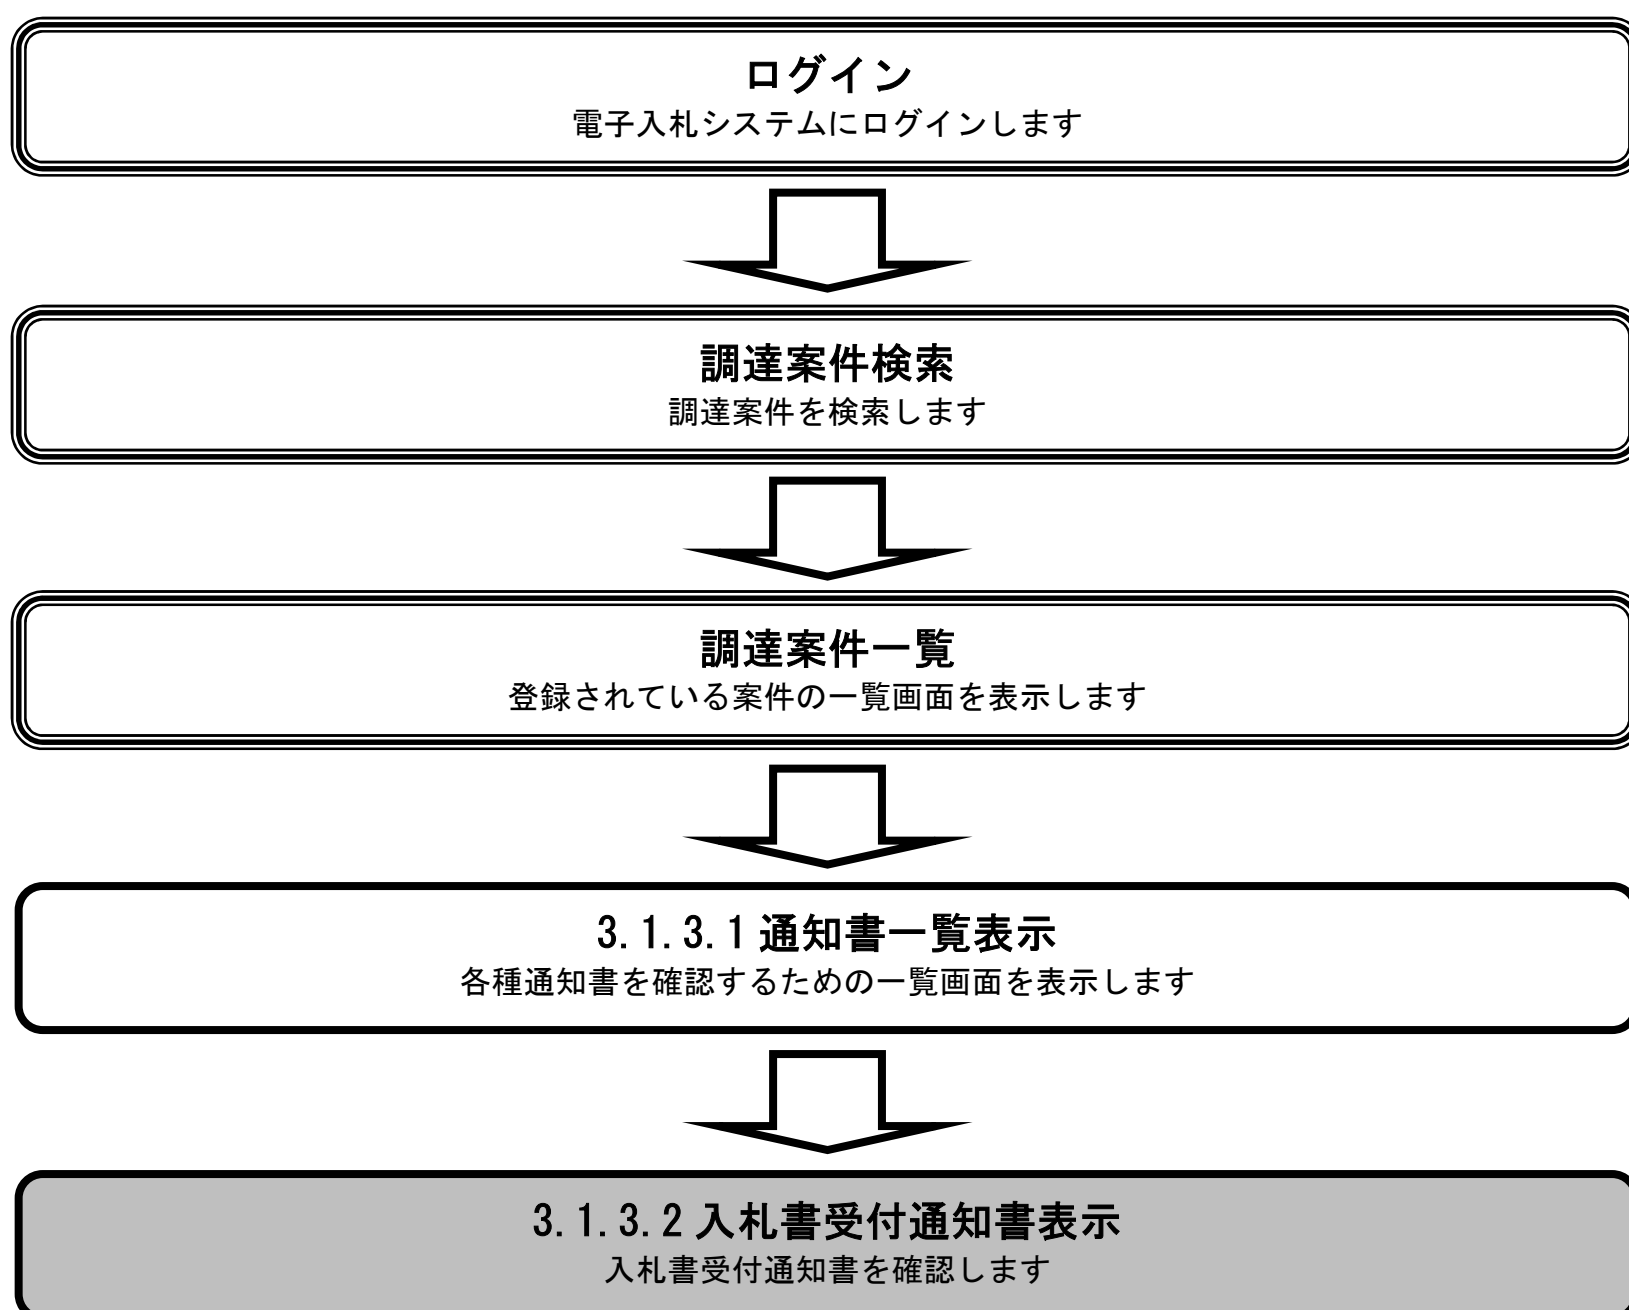 ログイン
電子入札システムにログインします
調達案件検索
調達案件を検索します
調達案件一覧
登録されている案件の一覧画面を表示します
3.1.3.1 通知書一覧表示
各種通知書を確認するための一覧画面を表示します
3.1.3.2 入札書受付通知書表示
入札書受付通知書を確認します